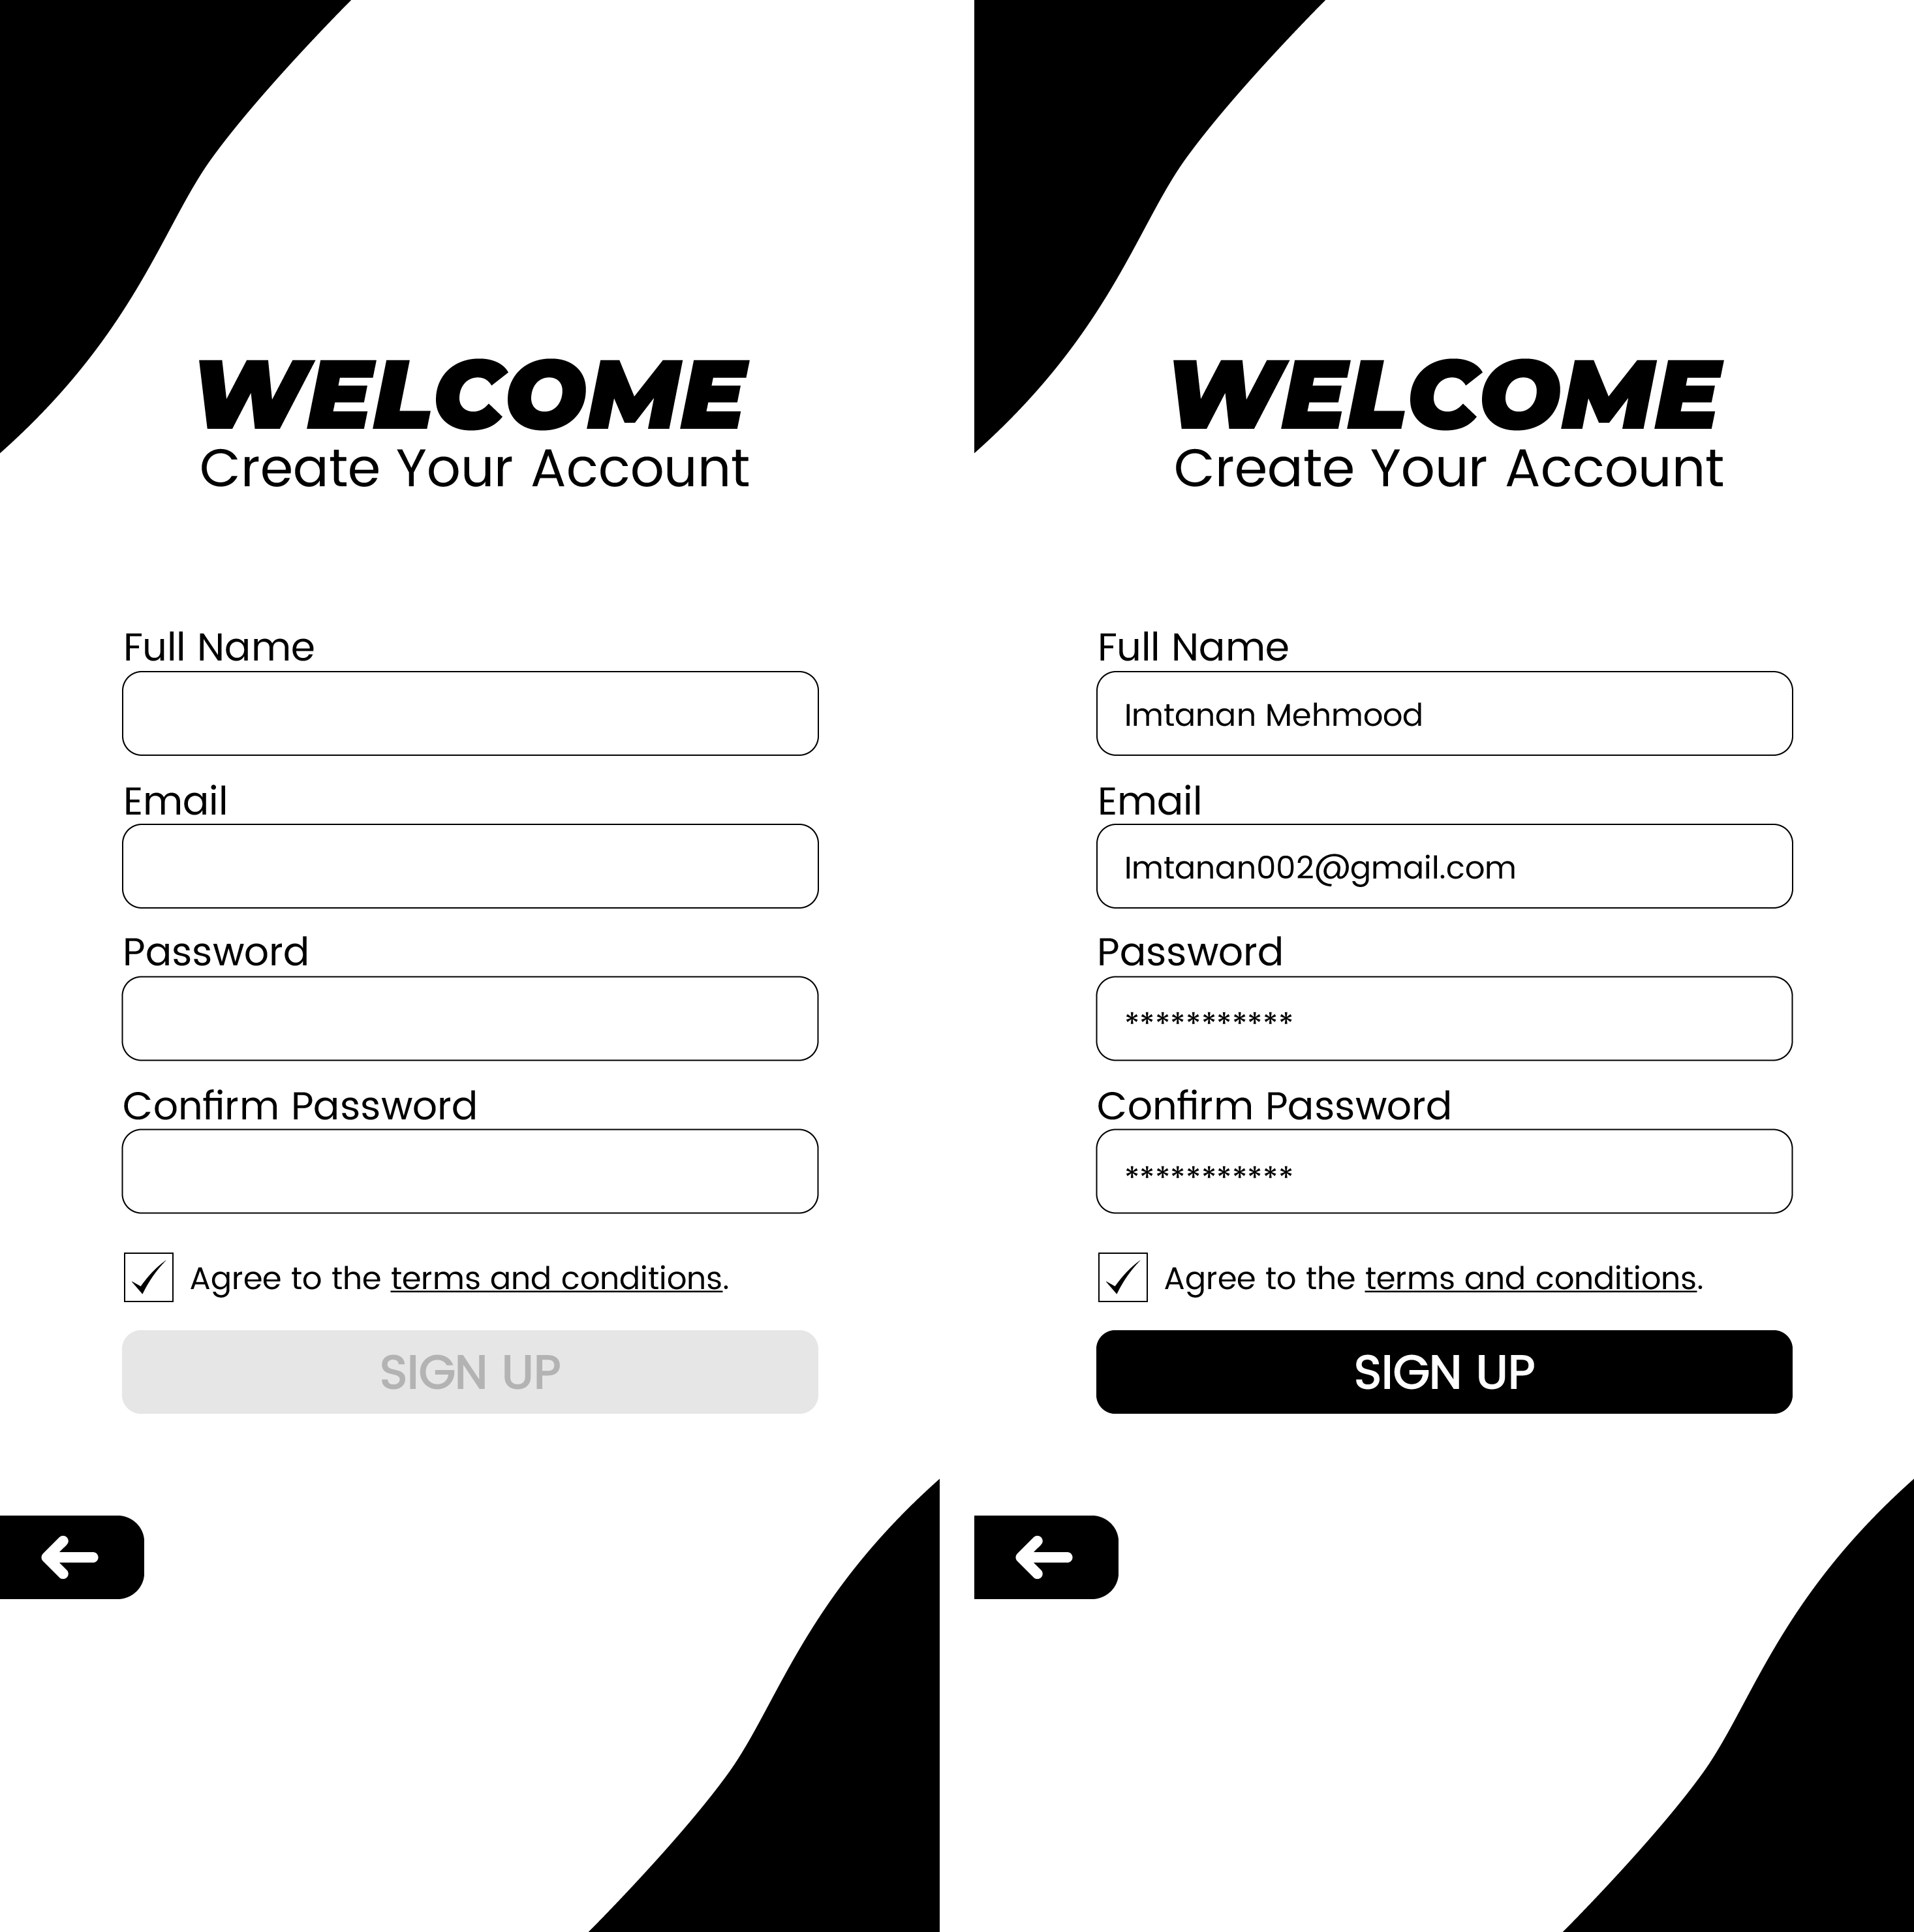 WELCOME
Create Your Account
Full Name
Email
Password
Confirm Password
Agree to the terms and conditions.
SIGN UP
WELCOME
Create Your Account
Full Name
Imtanan Mehmood
Email
Imtanan002@gmail.com
Password
***********
Confirm Password
***********
Agree to the terms and conditions.
SIGN UP